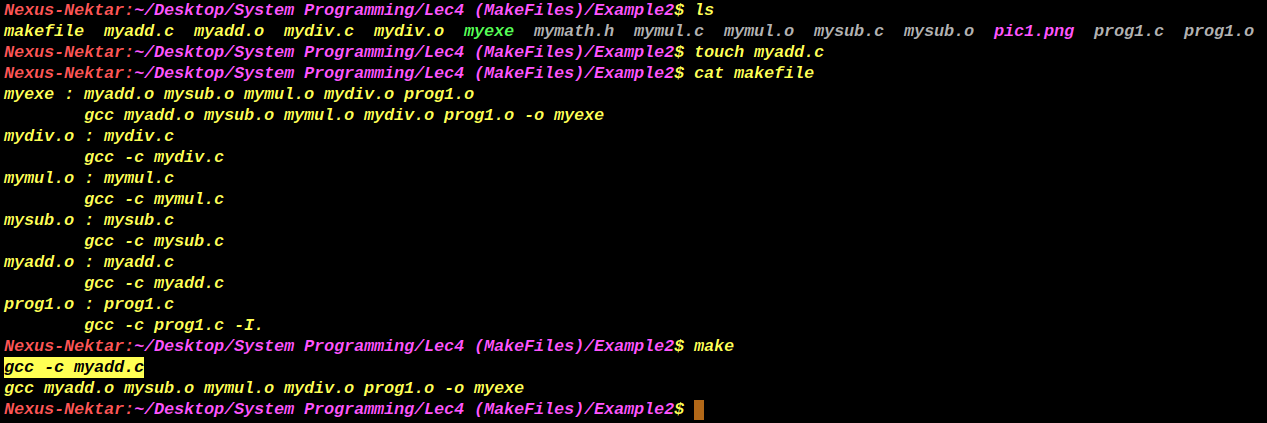 Nexus-Nektar:~/Desktop/System Programming/Lec4 (MakeFiles)/Example2$ ls
makefile  myadd.c  myadd.o  mydiv.c  mydiv.o  myexe  mymath.h  mymul.c  mymul.o  mysub.c  mysub.o  pic1.png  prog1.c  prog1.o
Nexus-Nektar:~/Desktop/System Programming/Lec4 (MakeFiles)/Example2$ touch myadd.c
Nexus-Nektar:~/Desktop/System Programming/Lec4 (MakeFiles)/Example2$ cat makefile
myexe : myadd.o mysub.o mymul.o mydiv.o prog1.o
        gcc myadd.o mysub.o mymul.o mydiv.o prog1.o -o myexe
mydiv.o : mydiv.c
        gcc -c mydiv.c
mymul.o : mymul.c
        gcc -c mymul.c
mysub.o : mysub.c
        gcc -c mysub.c
myadd.o : myadd.c
        gcc -c myadd.c
prog1.o : prog1.c
        gcc -c prog1.c -I.
Nexus-Nektar:~/Desktop/System Programming/Lec4 (MakeFiles)/Example2$ make
gcc -c myadd.c
gcc myadd.o mysub.o mymul.o mydiv.o prog1.o -o myexe
Nexus-Nektar:~/Desktop/System Programming/Lec4 (MakeFiles)/Example2$